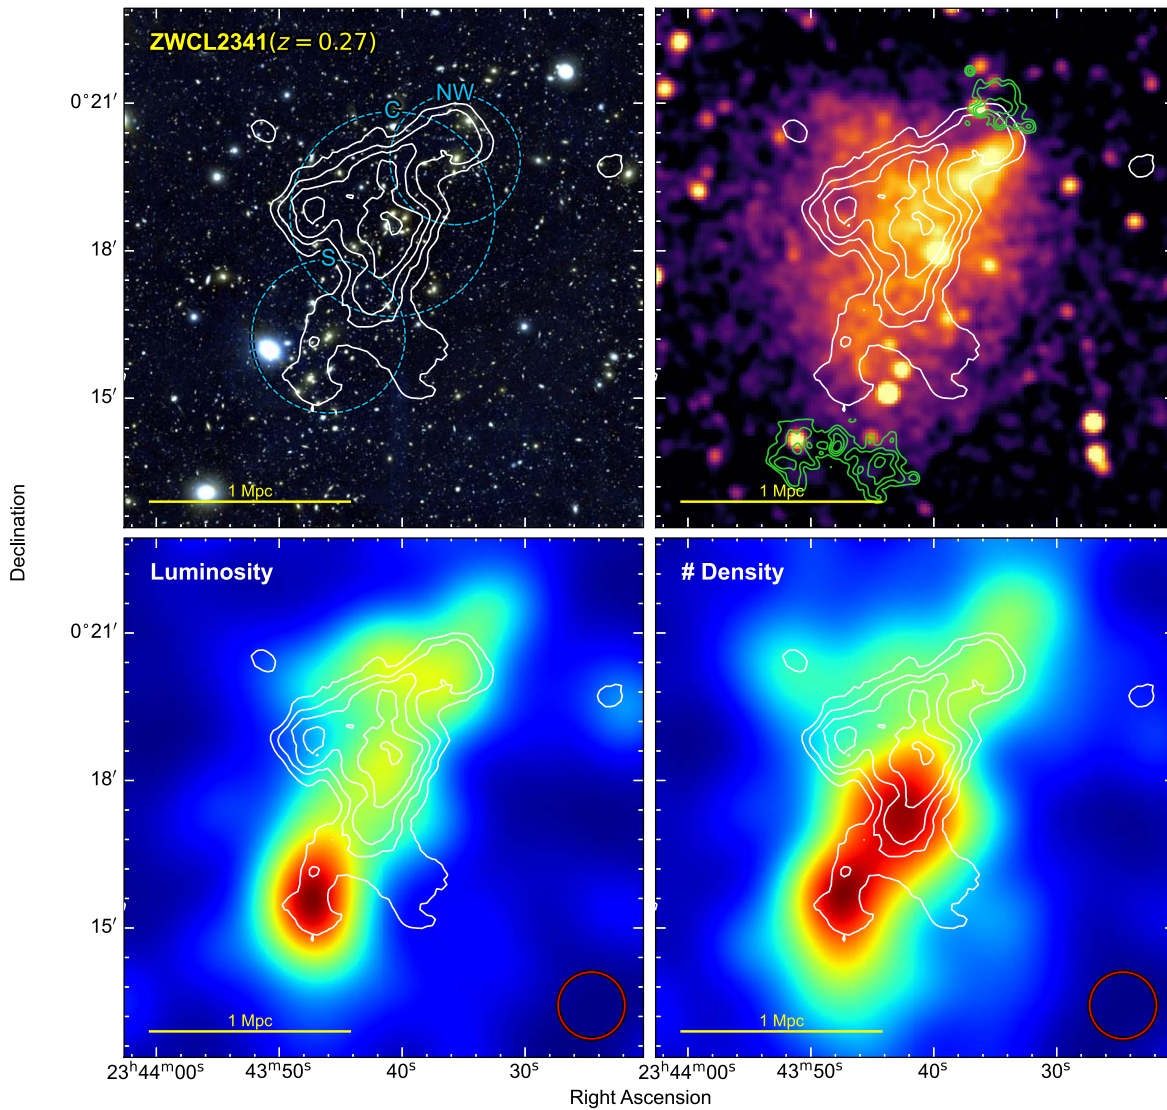 ZWCL2341(z = 0.27)
NW
C
S
0°21′
18′
15′
1 Mpc
1 Mpc
Declination
Luminosity
# Density
0°21′
18′
15′
1 Mpc
1 Mpc
23ʰ44ᵐ00ˢ 43ᵐ50ˢ 40ˢ 30ˢ
23ʰ44ᵐ00ˢ 43ᵐ50ˢ 40ˢ 30ˢ
Right Ascension